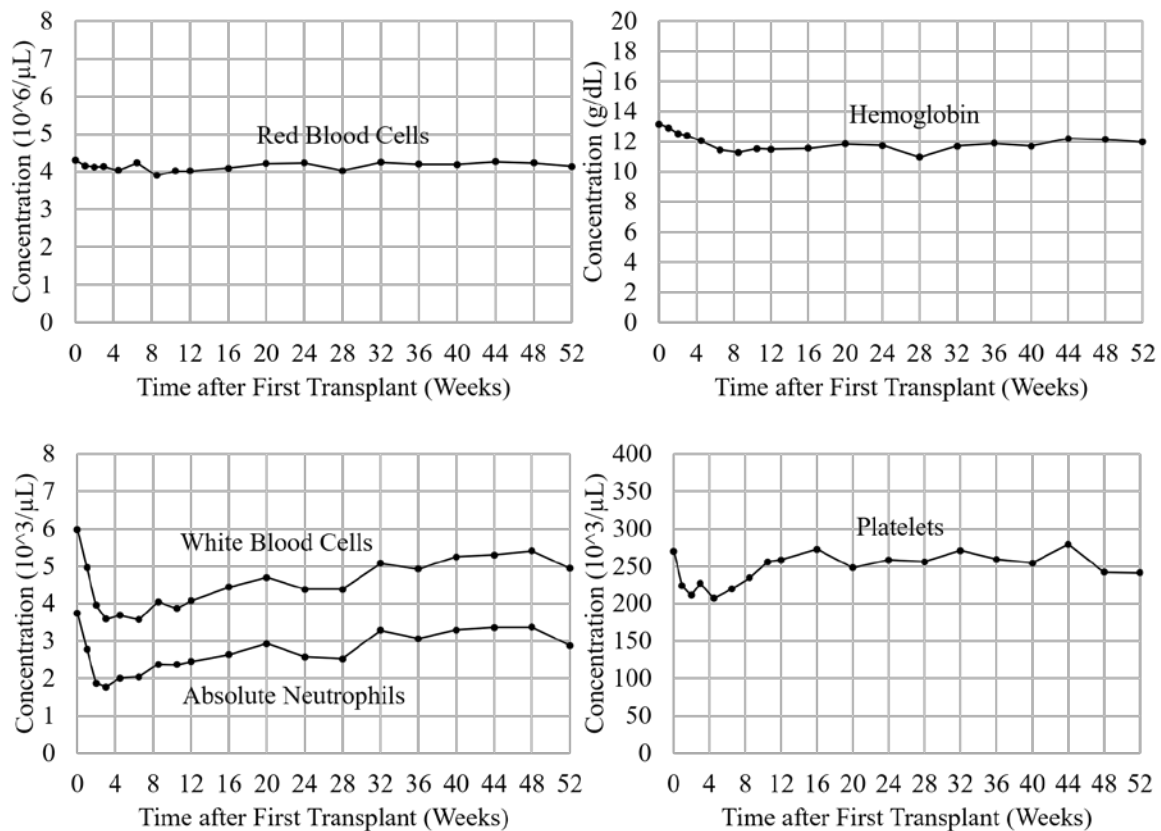 Concentration (10^6/µL)
8
7
6
5
4
3
2
1
0
Red Blood Cells
0 4 8 12 16 20 24 28 32 36 40 44 48 52
Time after First Transplant (Weeks)
Concentration (g/dL)
20
18
16
14
12
10
8
6
4
2
0
Hemoglobin
0 4 8 12 16 20 24 28 32 36 40 44 48 52
Time after First Transplant (Weeks)
Concentration (10^3/µL)
8
7
6
5
4
3
2
1
0
White Blood Cells
Absolute Neutrophils
0 4 8 12 16 20 24 28 32 36 40 44 48 52
Time after First Transplant (Weeks)
Concentration (10^3/µL)
400
350
300
250
200
150
100
50
0
Platelets
0 4 8 12 16 20 24 28 32 36 40 44 48 52
Time after First Transplant (Weeks)